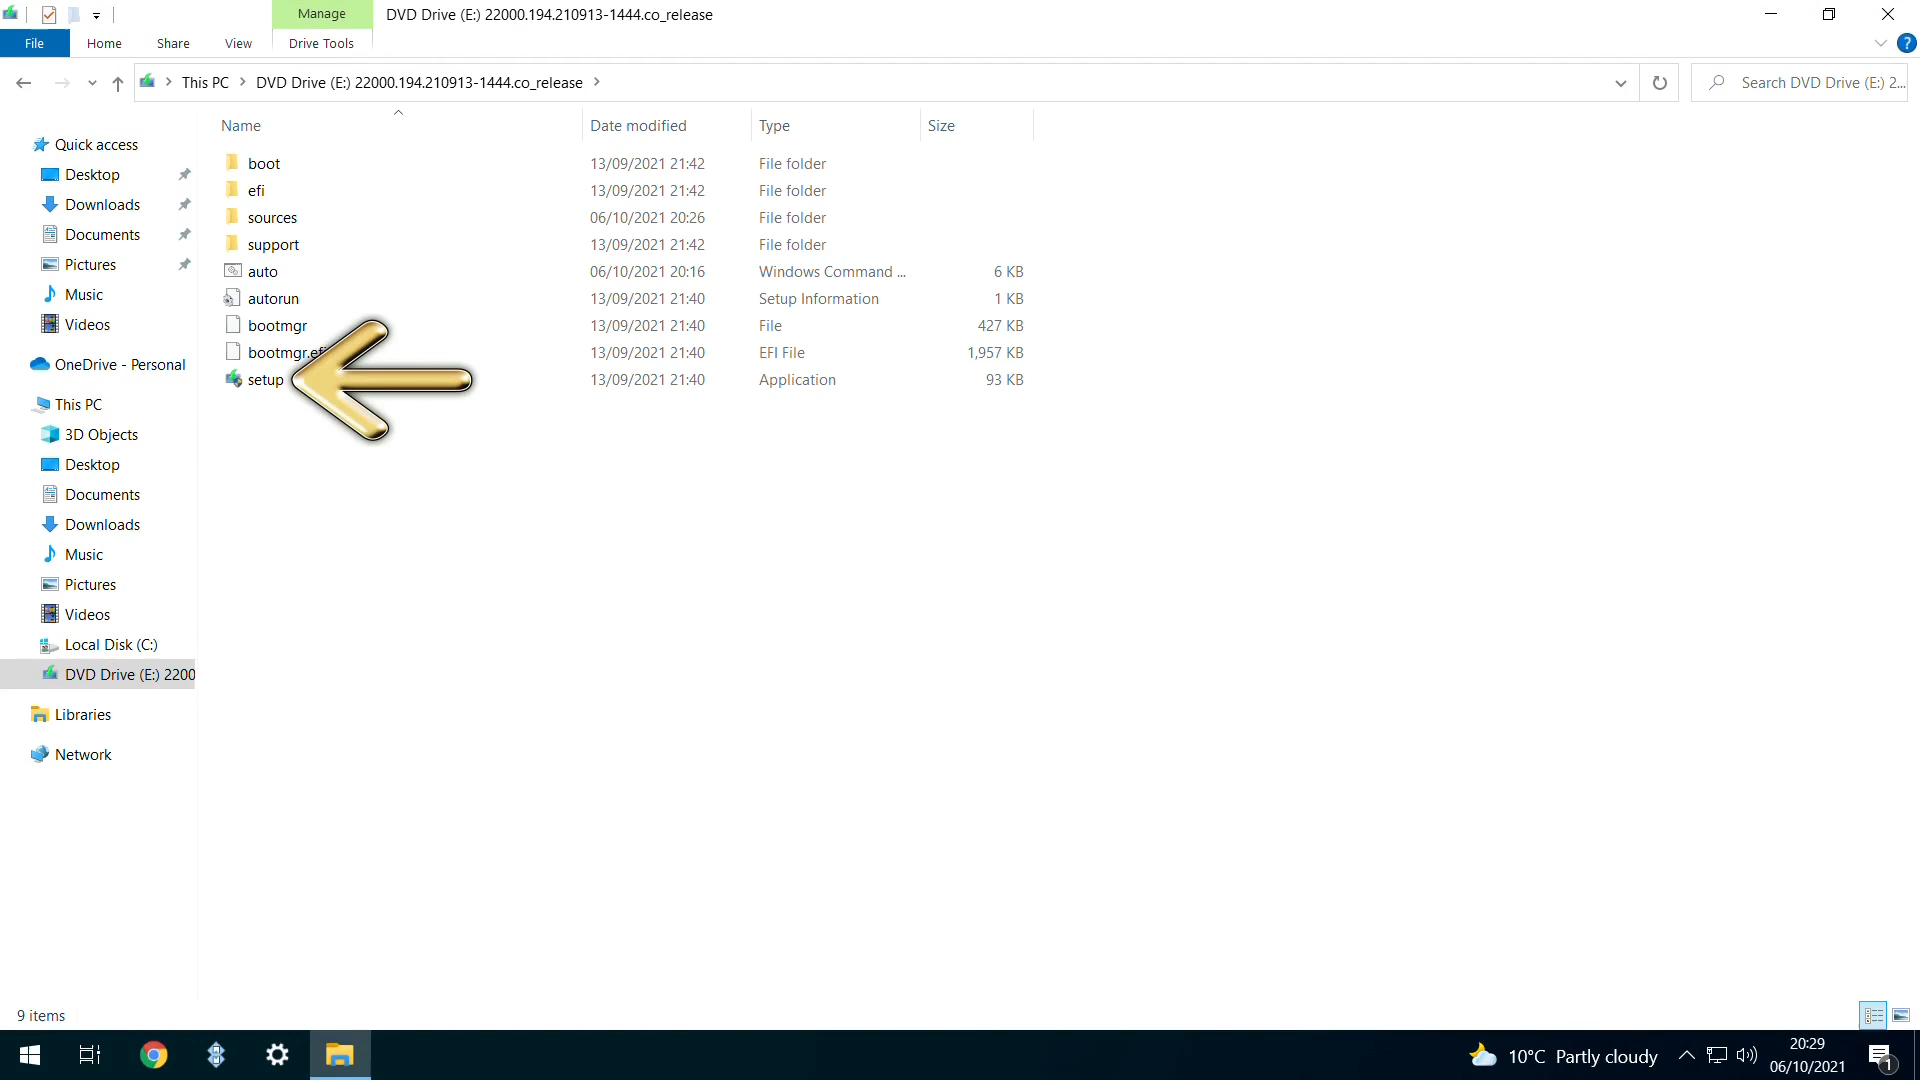 Manage
DVD Drive (E:) 22000.194.210913-1444.co_release
File
Home
Share
View
Drive Tools
?
This PC
DVD Drive (E:) 22000.194.210913-1444.co_release
Search DVD Drive (E:) 2...
Name
Date modified
Type
Size
boot 13/09/2021 21:42 File folder
efi 13/09/2021 21:42 File folder
sources 06/10/2021 20:26 File folder
support 13/09/2021 21:42 File folder
auto 06/10/2021 20:16 Windows Command ... 6 KB
autorun 13/09/2021 21:40 Setup Information 1 KB
bootmgr 13/09/2021 21:40 File 427 KB
bootmgr.efi 13/09/2021 21:40 EFI File 1,957 KB
setup 13/09/2021 21:40 Application 93 KB
Quick access
Desktop
Downloads
Documents
Pictures
Music
Videos
OneDrive - Personal
This PC
3D Objects
Desktop
Documents
Downloads
Music
Pictures
Videos
Local Disk (C:)
DVD Drive (E:) 2200
Libraries
Network
9 items
10°C Partly cloudy
20:29
06/10/2021
1